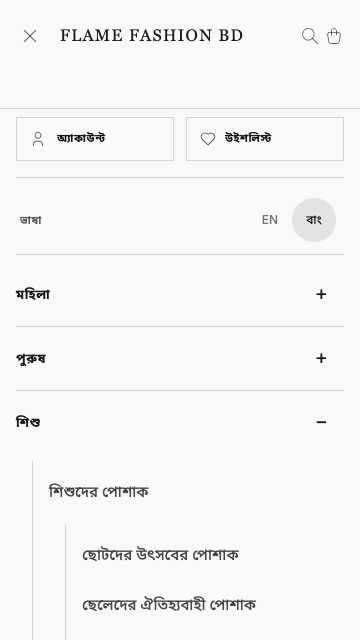 FLAME FASHION BD
অ্যাকাউন্ট
উইশলিস্ট
ভাষা EN বাং
মহিলা +
পুরুষ +
শিশু −
শিশুদের পোশাক
ছোটদের উৎসবের পোশাক
ছেলেদের ঐতিহ্যবাহী পোশাক